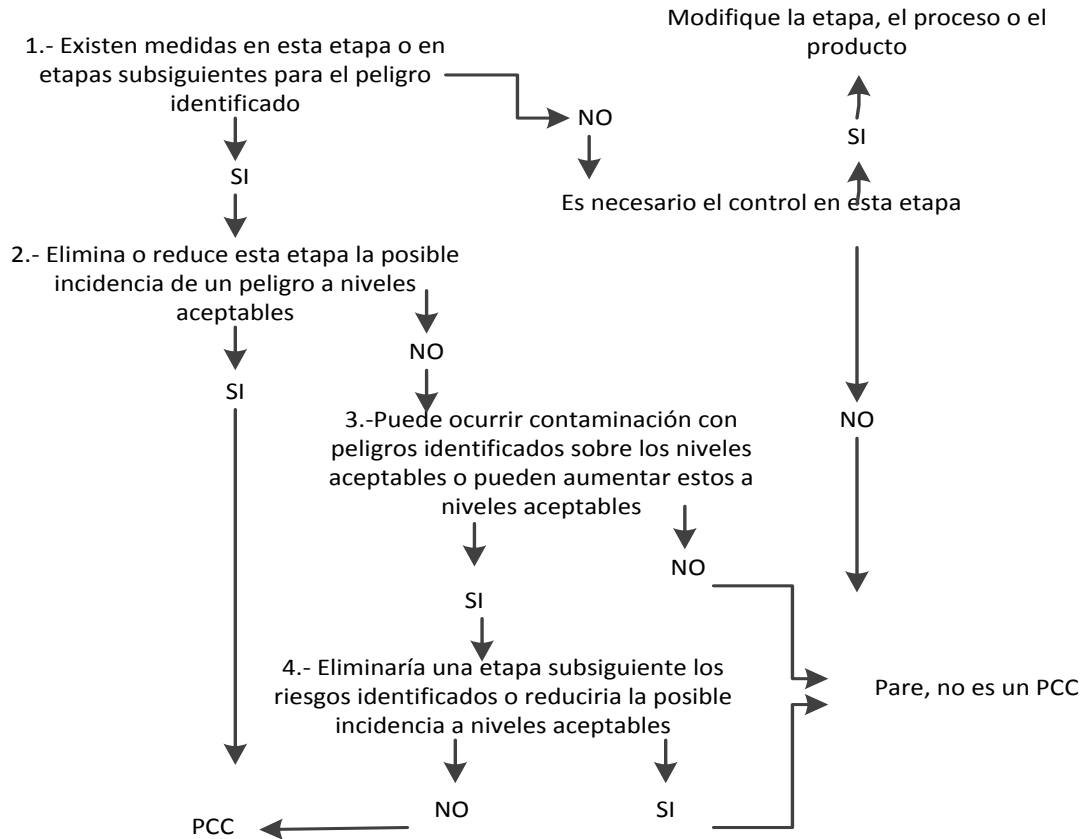 Modifique la etapa, el proceso o el
producto
1.- Existen medidas en esta etapa o en
etapas subsiguientes para el peligro
identificado
NO
SI
SI
Es necesario el control en esta etapa
2.- Elimina o reduce esta etapa la posible
incidencia de un peligro a niveles
aceptables
NO
SI
NO
3.-Puede ocurrir contaminación con
peligros identificados sobre los niveles
aceptables o pueden aumentar estos a
niveles aceptables
NO
SI
4.- Eliminaría una etapa subsiguiente los
riesgos identificados o reduciria la posible
incidencia a niveles aceptables
Pare, no es un PCC
NO
SI
PCC